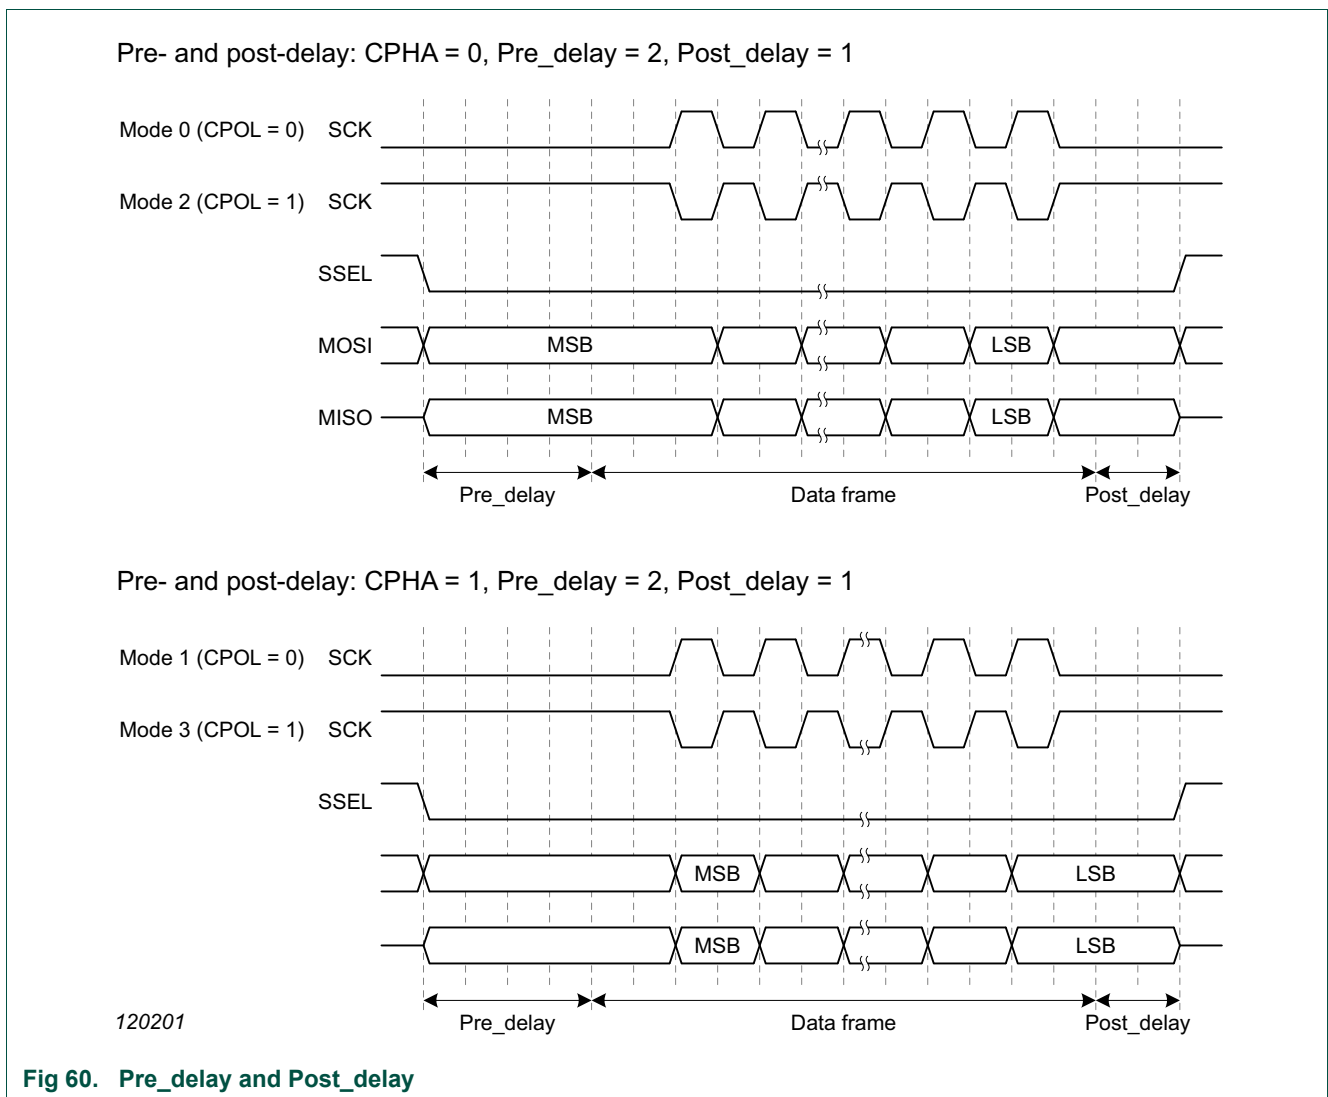 Pre- and post-delay: CPHA = 0, Pre_delay = 2, Post_delay = 1
Mode 0 (CPOL = 0) SCK
Mode 2 (CPOL = 1) SCK
SSEL
MOSI MSB LSB
MISO MSB LSB
Pre_delay Data frame Post_delay
Pre- and post-delay: CPHA = 1, Pre_delay = 2, Post_delay = 1
Mode 1 (CPOL = 0) SCK
Mode 3 (CPOL = 1) SCK
SSEL
MSB LSB
MSB LSB
120201 Pre_delay Data frame Post_delay
Fig 60. Pre_delay and Post_delay